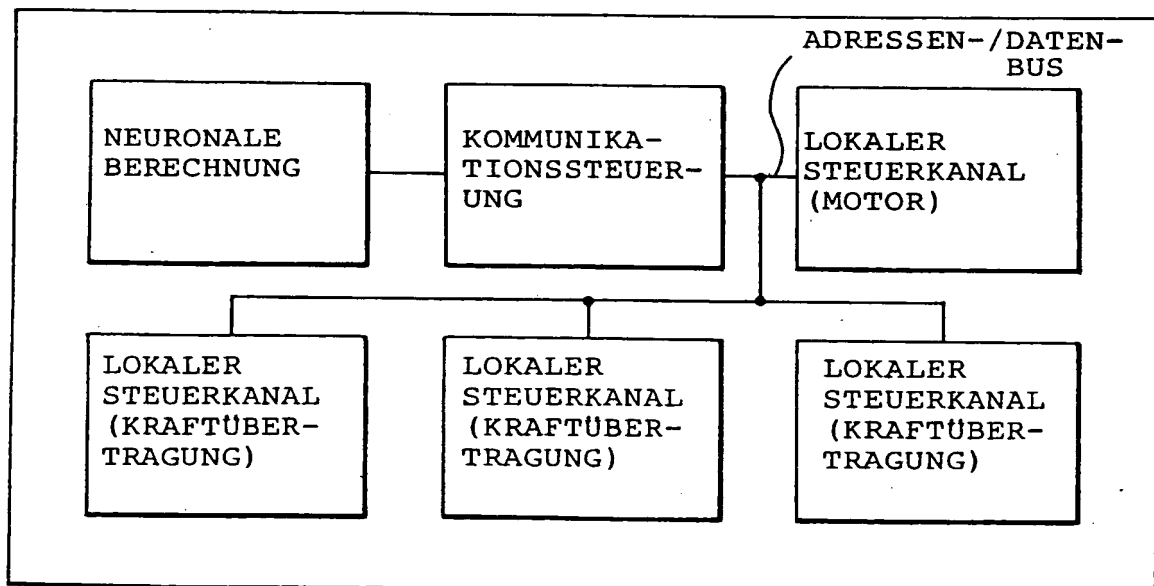 ADRESSEN-/DATEN-
BUS
NEURONALE
BERECHNUNG
KOMMUNIKA-
TIONSSTEUER-
UNG
LOKALER
STEUERKANAL
(MOTOR)
LOKALER
STEUERKANAL
(KRAFTÜBER-
TRAGUNG)
LOKALER
STEUERKANAL
(KRAFTÜBER-
TRAGUNG)
LOKALER
STEUERKANAL
(KRAFTÜBER-
TRAGUNG)